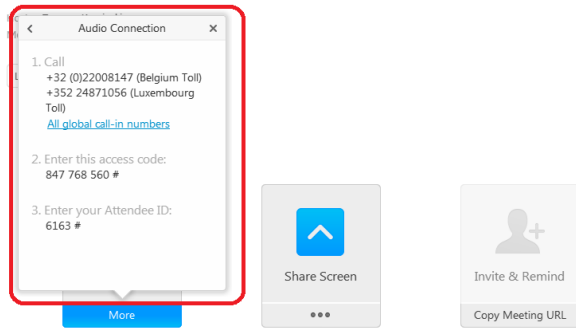 Audio Connection
1. Call
+32 (0)22008147 (Belgium Toll)
+352 24871056 (Luxembourg
Toll)
All global call-in numbers
2. Enter this access code:
847 768 560 #
3. Enter your Attendee ID:
6163 #
More
Share Screen
Invite & Remind
Copy Meeting URL